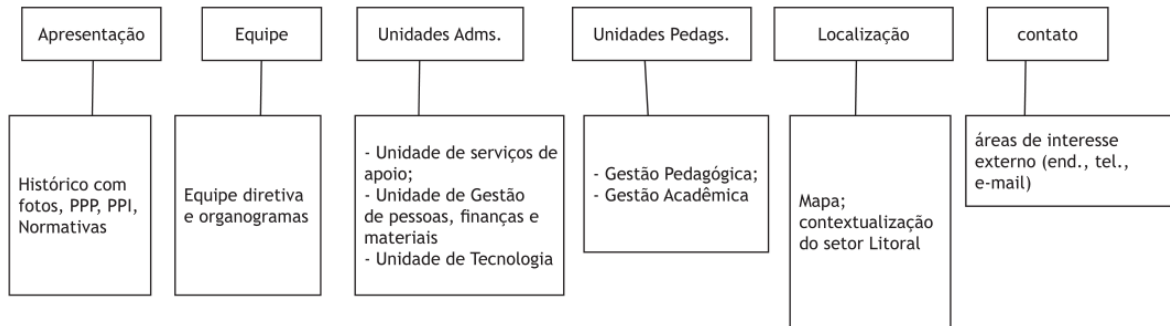 Apresentação
Equipe
Unidades Adms.
Unidades Pedags.
Localização
contato
Histórico com
fotos, PPP, PPI,
Normativas
Equipe diretiva
e organogramas
- Unidade de serviços de
apoio;
- Unidade de Gestão
de pessoas, finanças e
materiais
- Unidade de Tecnologia
- Gestão Pedagógica;
- Gestão Acadêmica
Mapa;
contextualização
do setor Litoral
áreas de interesse
externo (end., tel.,
e-mail)